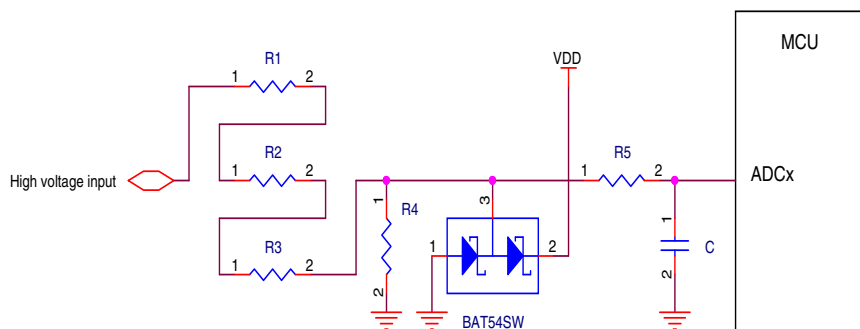 MCU
R1
VDD
1 2
R2
R5
1 2
1 2
High voltage input
ADCx
3
1
R4
R3
1 2
1 2
1
C
2
2
BAT54SW